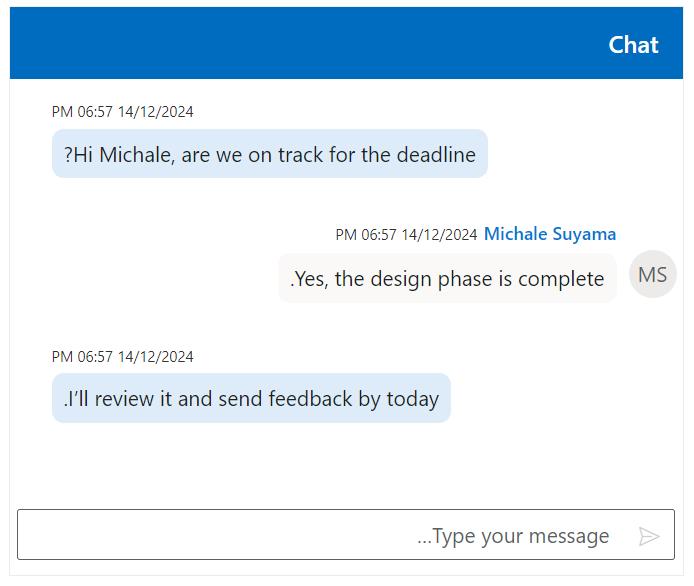 Chat
PM 06:57 14/12/2024
?Hi Michale, are we on track for the deadline
PM 06:57 14/12/2024 Michale Suyama
.Yes, the design phase is complete
MS
PM 06:57 14/12/2024
.I’ll review it and send feedback by today
...Type your message